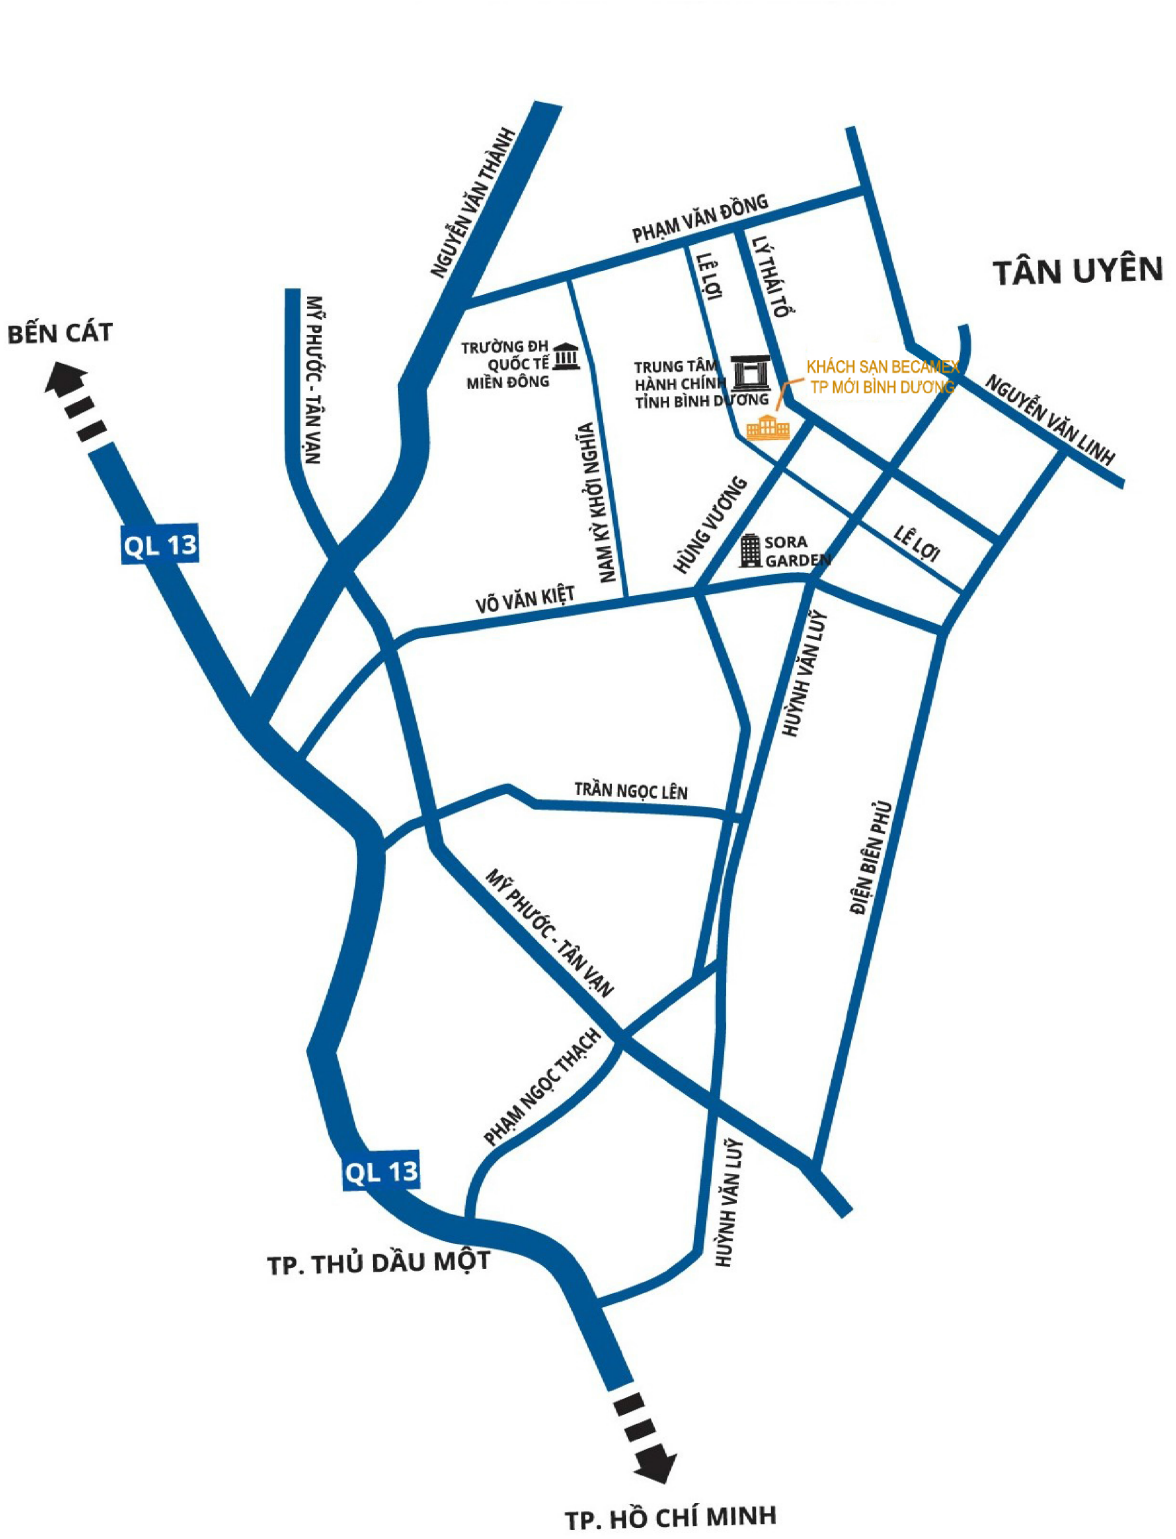 NGUYỄN VĂN THÀNH
PHẠM VĂN ĐỒNG
LÊ LỢI
LÝ THÁI TỔ
TÂN UYÊN
BẾN CÁT
MỸ PHƯỚC - TÂN VẠN
TRƯỜNG ĐH
QUỐC TẾ
MIỀN ĐÔNG
TRUNG TÂM
HÀNH CHÍNH
TỈNH BÌNH DƯƠNG
KHÁCH SẠN BECAMEX
TP MỚI BÌNH DƯƠNG
NGUYỄN VĂN LINH
NAM KỲ KHỞI NGHĨA
HÙNG VƯƠNG
QL 13
SORA
GARDEN
LÊ LỢI
VÕ VĂN KIỆT
HUỲNH VĂN LUỸ
TRẦN NGỌC LÊN
ĐIỆN BIÊN PHỦ
MỸ PHƯỚC - TÂN VẠN
PHẠM NGỌC THẠCH
QL 13
HUỲNH VĂN LUỸ
TP. THỦ DẦU MỘT
TP. HỒ CHÍ MINH